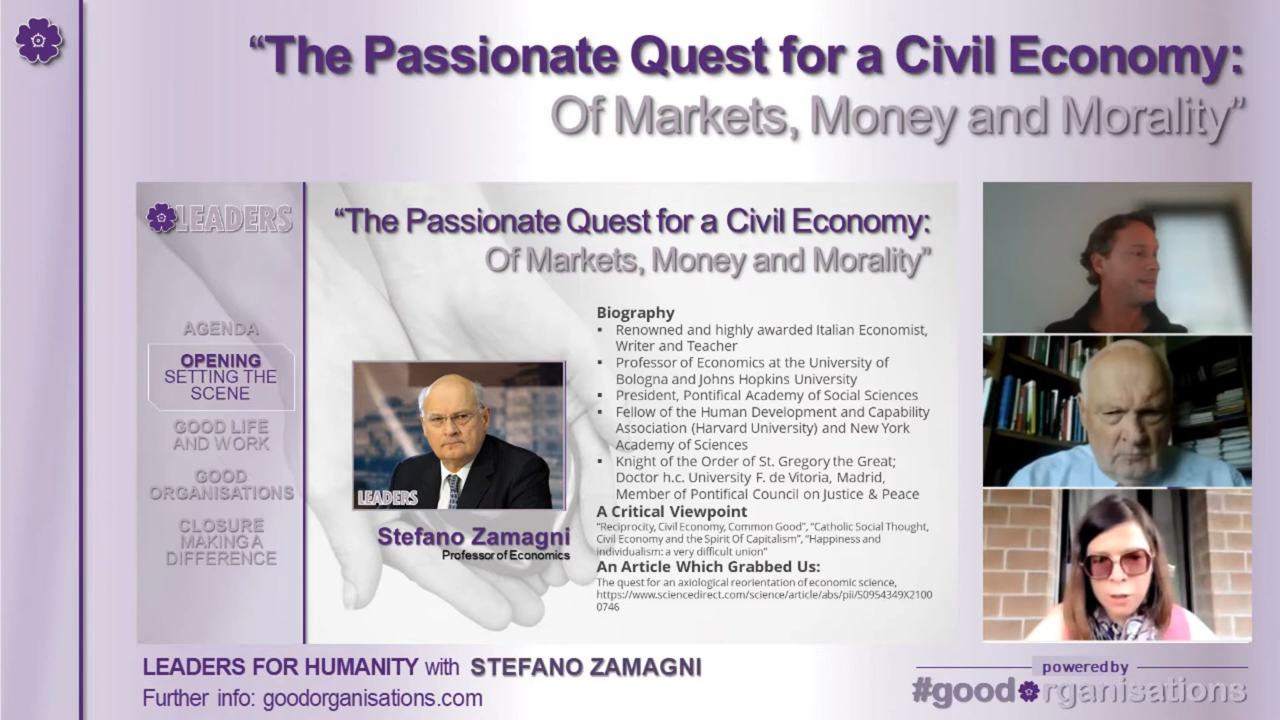 “The Passionate Quest for a Civil Economy:
Of Markets, Money and Morality”
LEADERS
“The Passionate Quest for a Civil Economy:
Of Markets, Money and Morality”
AGENDA
OPENING
SETTING THE
SCENE
GOOD LIFE
AND WORK
GOOD
ORGANISATIONS
CLOSURE
MAKING A
DIFFERENCE
LEADERS
Stefano Zamagni
Professor of Economics
Biography
▪ Renowned and highly awarded Italian Economist,
Writer and Teacher
▪ Professor of Economics at the University of
Bologna and Johns Hopkins University
▪ President, Pontifical Academy of Social Sciences
▪ Fellow of the Human Development and Capability
Association (Harvard University) and New York
Academy of Sciences
▪ Knight of the Order of St. Gregory the Great;
Doctor h.c. University F. de Vitoria, Madrid,
Member of Pontifical Council on Justice & Peace
A Critical Viewpoint
“Reciprocity, Civil Economy, Common Good”, “Catholic Social Thought,
Civil Economy and the Spirit Of Capitalism”, “Happiness and
individualism: a very difficult union”
An Article Which Grabbed Us:
The quest for an axiological reorientation of economic science,
https://www.sciencedirect.com/science/article/abs/pii/S0954349X2100
0746
LEADERS FOR HUMANITY with STEFANO ZAMAGNI
Further info: goodorganisations.com
powered by
#goodorganisations